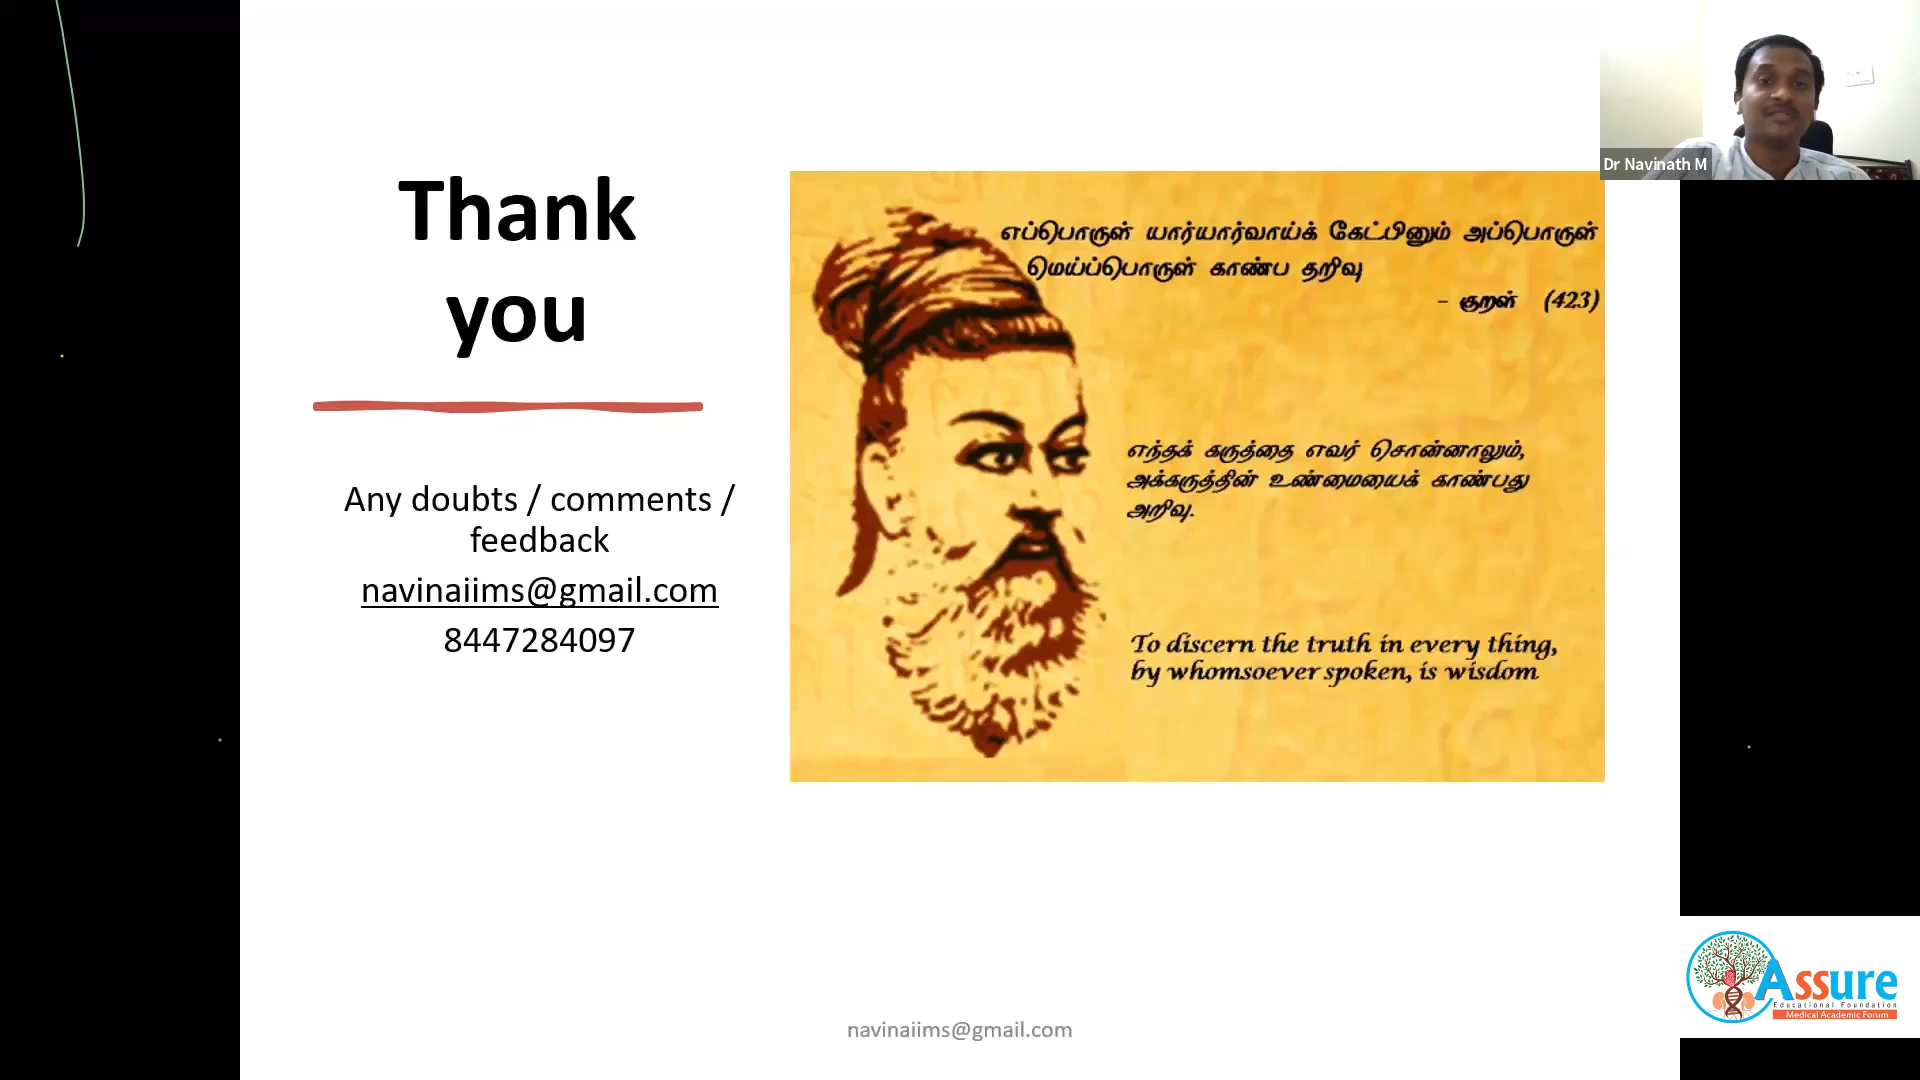 Thank
you
Any doubts / comments /
feedback
navinaiims@gmail.com
8447284097
எப்பொருள் யார்யார்வாய்க் கேட்பினும் அப்பொருள்
மெய்ப்பொருள் காண்ப தறிவு
- குறள் (423)
எந்தக் கருத்தை எவர் சொன்னாலும்,
அக்கருத்தின் உண்மையைக் காண்பது
அறிவு.
To discern the truth in every thing,
by whomsoever spoken, is wisdom
Dr Navinath M
navinaiims@gmail.com
Assure
Educational Foundation
Medical Academic Forum